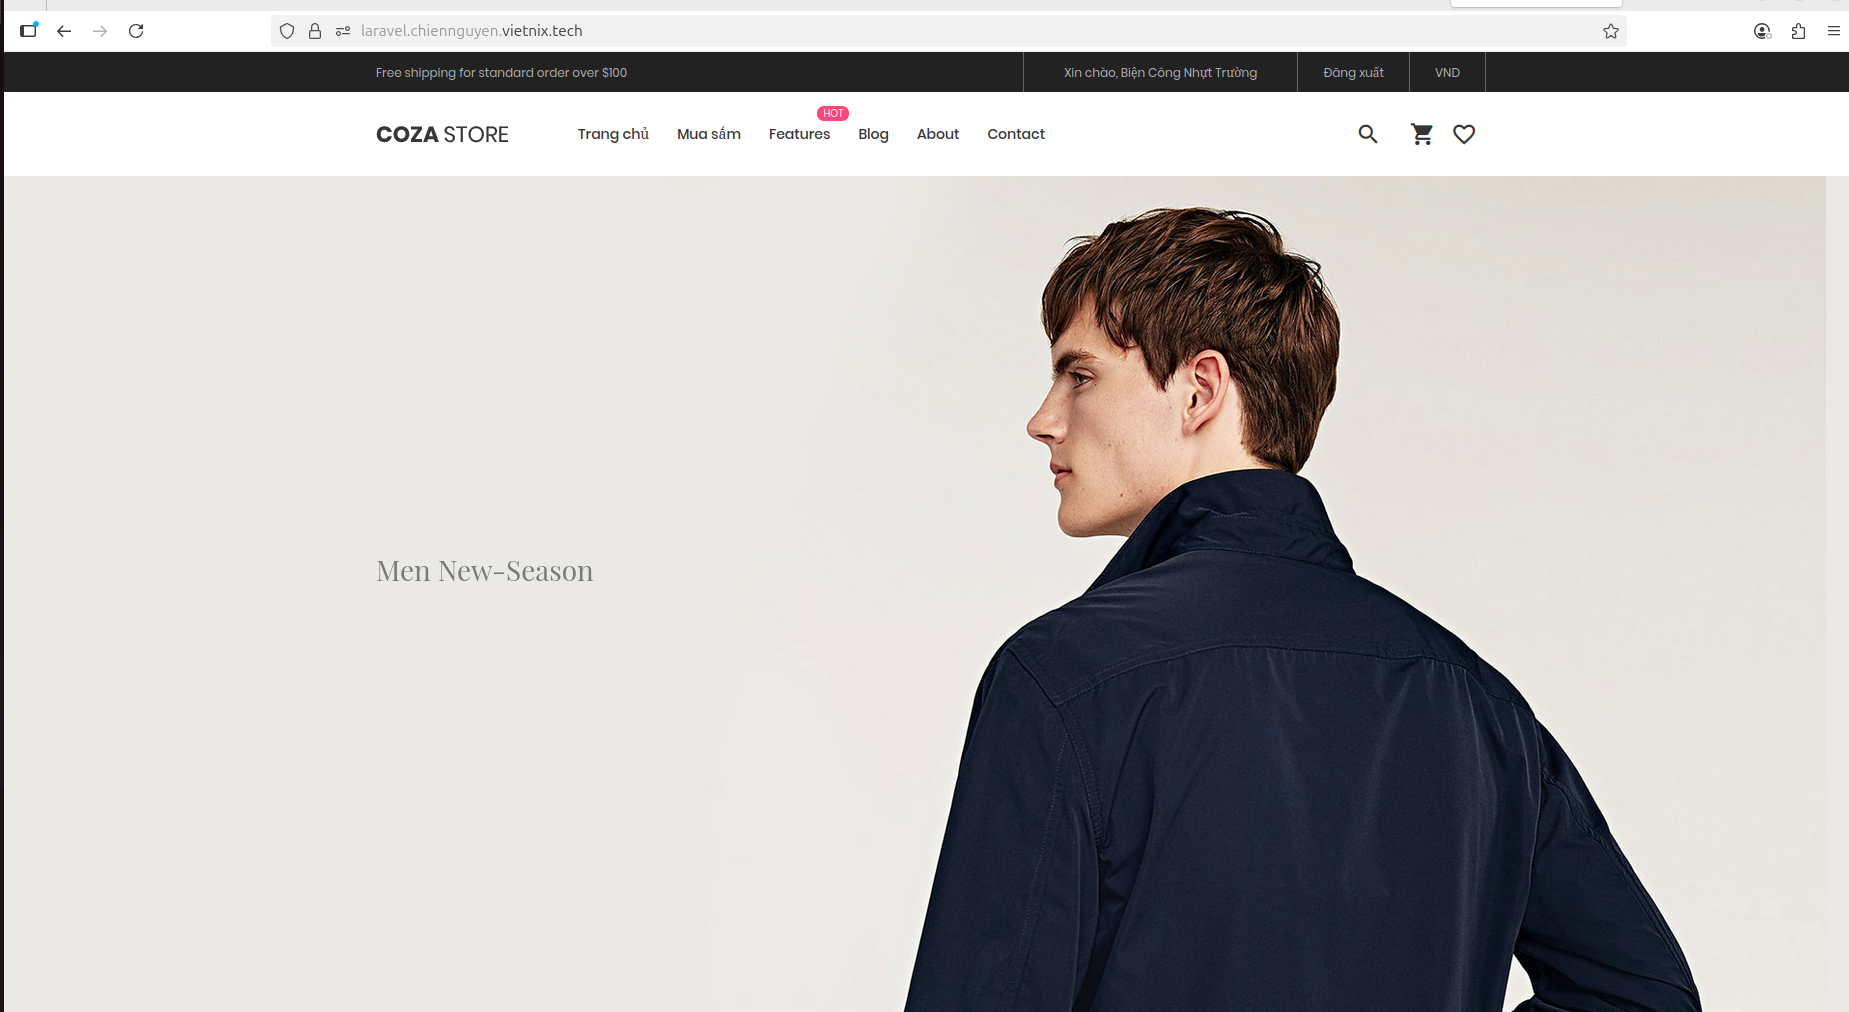 laravel.chiennguyen.vietnix.tech
Free shipping for standard order over $100
Xin chào, Biện Công Nhựt Trường
Đăng xuất
VND
COZA STORE
Trang chủ
Mua sắm
Features
HOT
Blog
About
Contact
Men New-Season